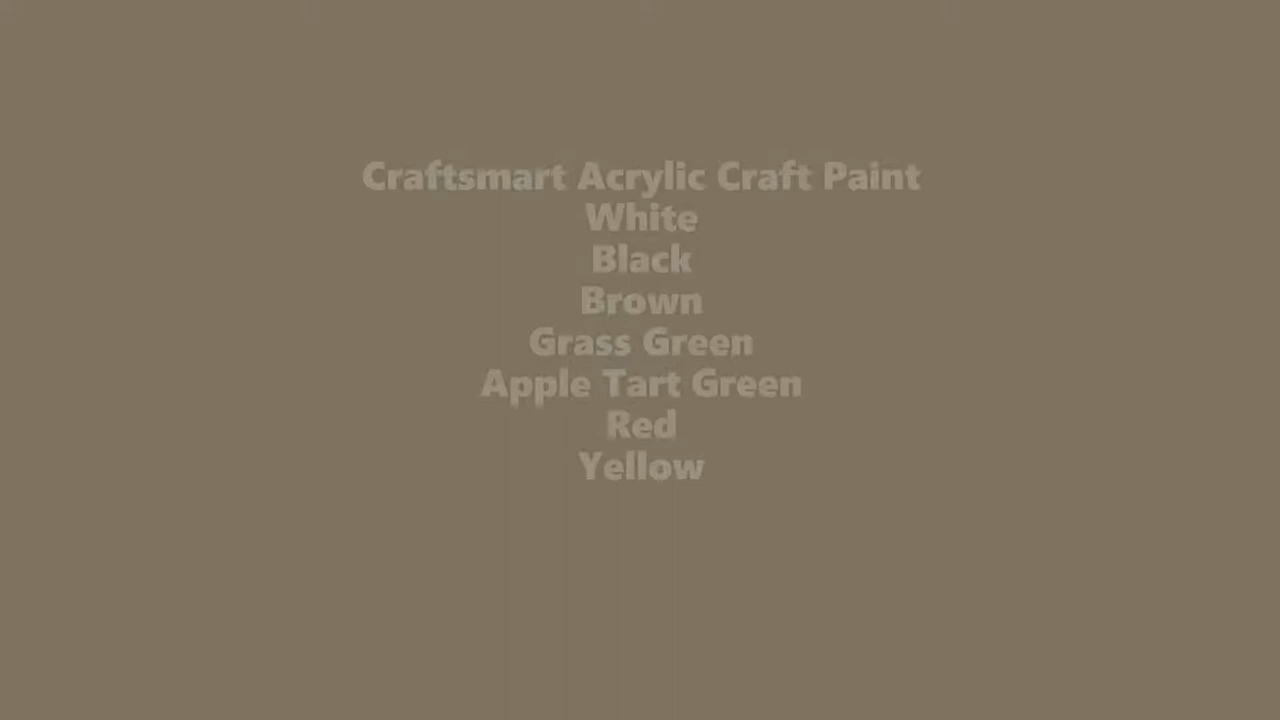 Craftsmart Acrylic Craft Paint
White
Black
Brown
Grass Green
Apple Tart Green
Red
Yellow